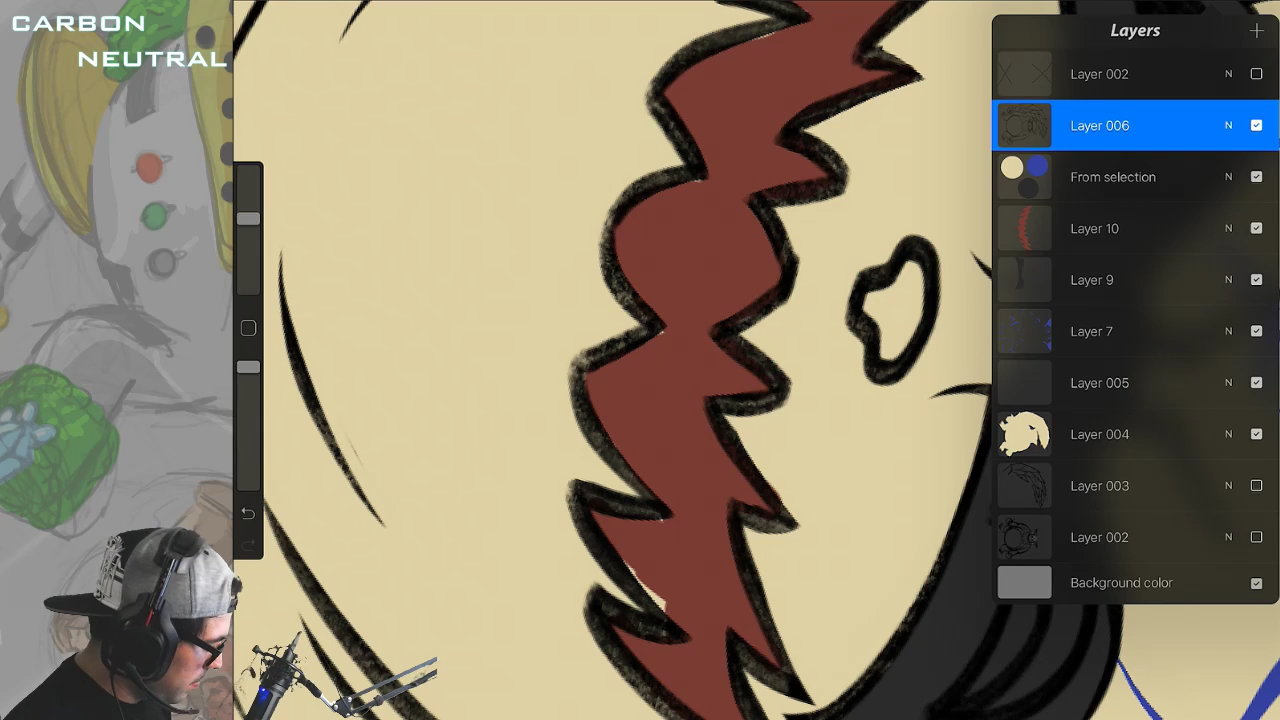 CARBON
NEUTRAL
Layers
Layer 002 N
Layer 006 N
From selection N
Layer 10 N
Layer 9 N
Layer 7 N
Layer 005 N
Layer 004 N
Layer 003 N
Layer 002 N
Background color